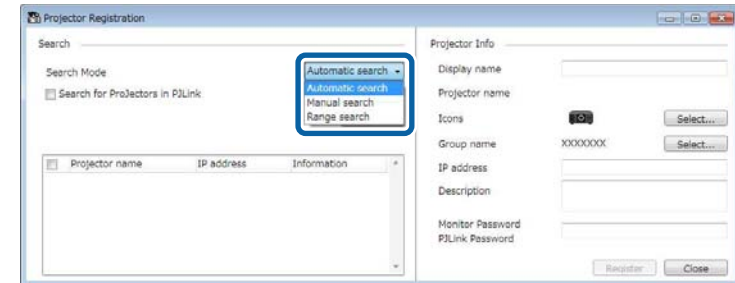 Projector Registration
Search
Search Mode
Automatic search
Search for ProJectors in PJLink
Automatic search
Manual search
Range search
Projector name IP address Information
Projector Info
Display name
Projector name
Icons Select...
Group name XXXXXXX Select...
IP address
Description
Monitor Password
PJLink Password
Register Close